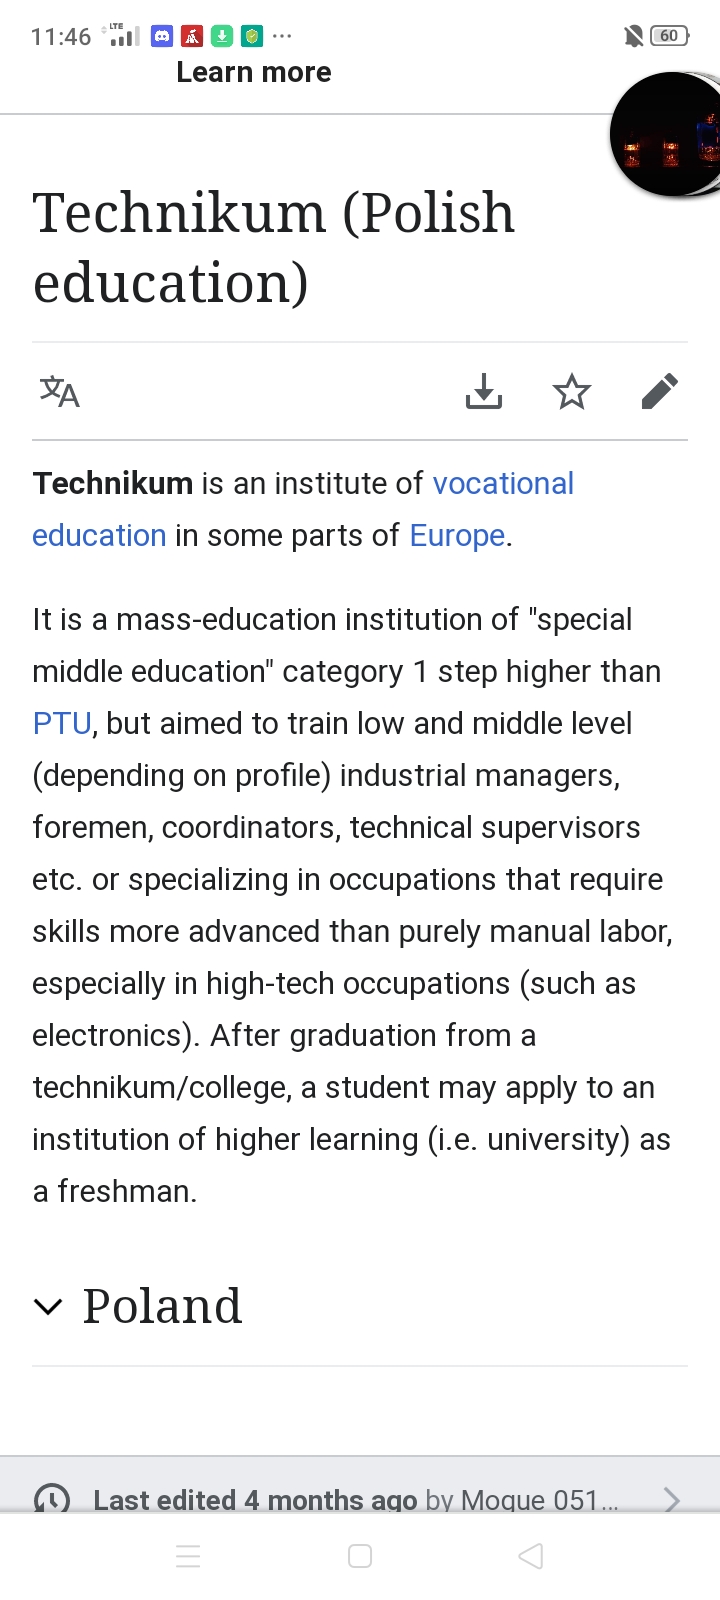 11:46 LTE 60
Learn more
Technikum (Polish
education)
文A
Technikum is an institute of vocational
education in some parts of Europe.
It is a mass-education institution of "special
middle education" category 1 step higher than
PTU, but aimed to train low and middle level
(depending on profile) industrial managers,
foremen, coordinators, technical supervisors
etc. or specializing in occupations that require
skills more advanced than purely manual labor,
especially in high-tech occupations (such as
electronics). After graduation from a
technikum/college, a student may apply to an
institution of higher learning (i.e. university) as
a freshman.
Poland
Last edited 4 months ago by Mogue 051...